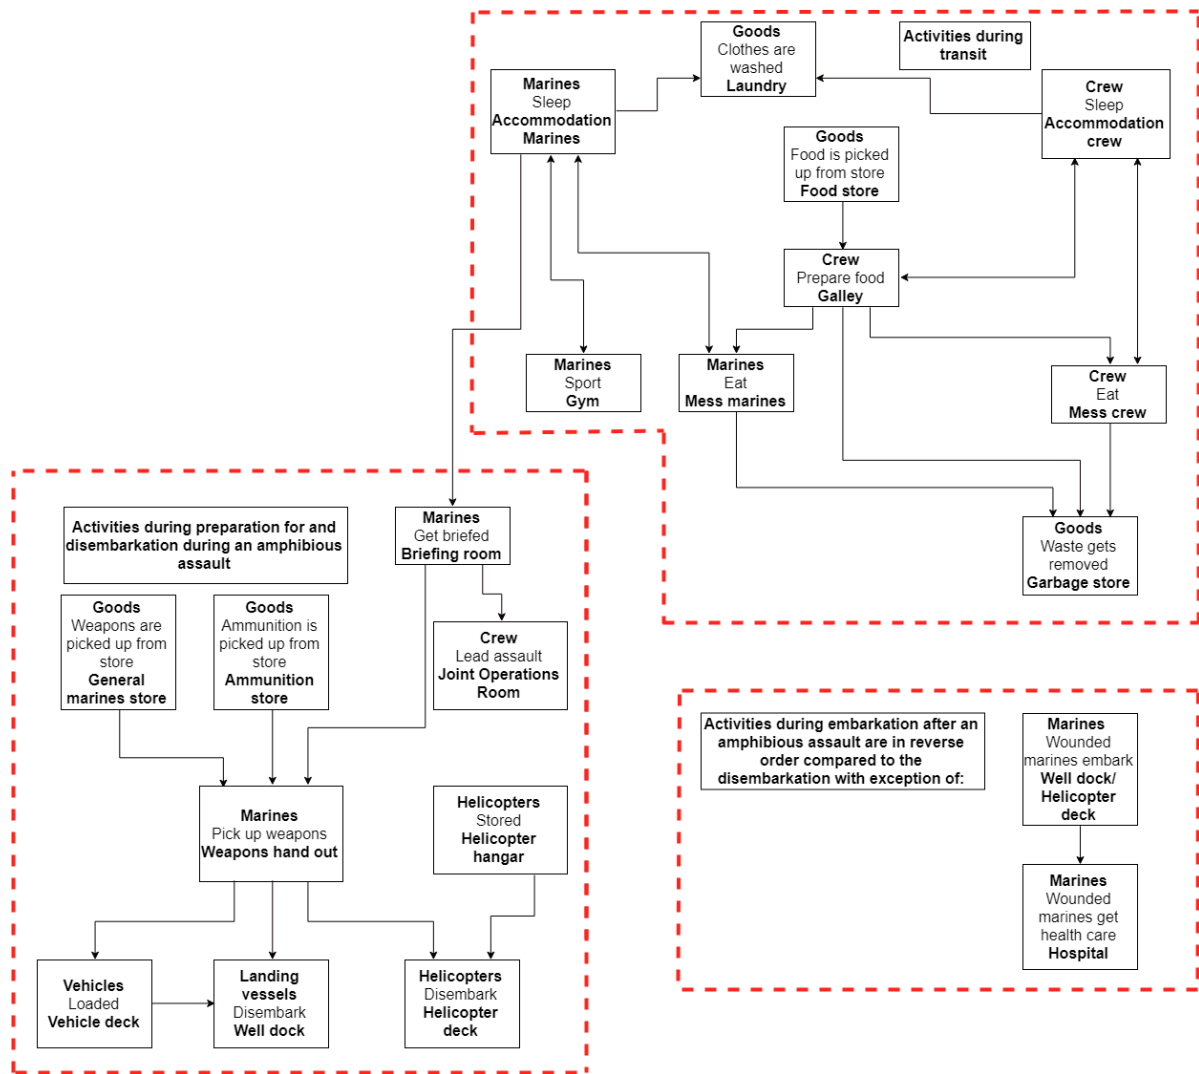 Goods
Clothes are
washed
Laundry
Activities during
transit
Marines
Sleep
Accommodation
Marines
Crew
Sleep
Accommodation
crew
Goods
Food is picked
up from store
Food store
Crew
Prepare food
Galley
Marines
Sport
Gym
Marines
Eat
Mess marines
Crew
Eat
Mess crew
Goods
Waste gets
removed
Garbage store
Activities during preparation for and
disembarkation during an amphibious
assault
Marines
Get briefed
Briefing room
Goods
Weapons are
picked up from
store
General
marines store
Goods
Ammunition is
picked up from
store
Ammunition
store
Crew
Lead assault
Joint Operations
Room
Marines
Pick up weapons
Weapons hand out
Helicopters
Stored
Helicopter
hangar
Vehicles
Loaded
Vehicle deck
Landing
vessels
Disembark
Well dock
Helicopters
Disembark
Helicopter
deck
Activities during embarkation after an
amphibious assault are in reverse
order compared to the
disembarkation with exception of:
Marines
Wounded
marines embark
Well dock/
Helicopter
deck
Marines
Wounded
marines get
health care
Hospital